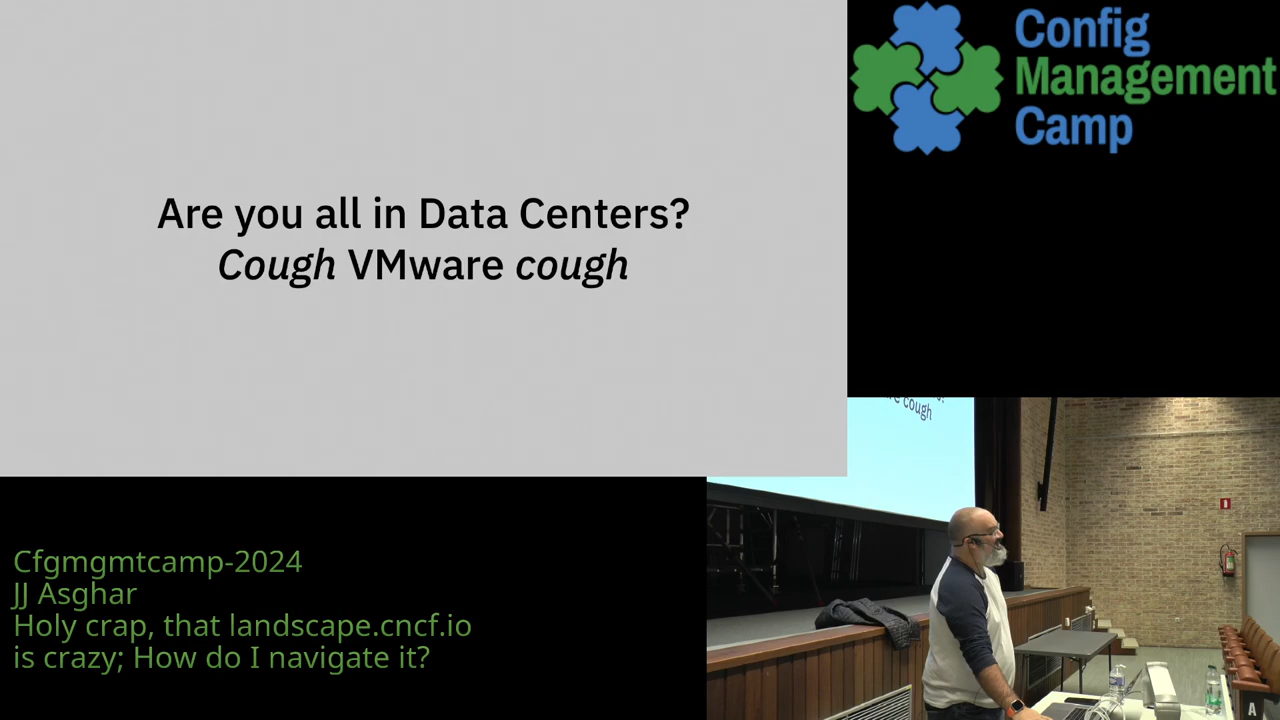 Are you all in Data Centers?
Cough VMware cough
Config
Management
Camp
cough
Cfgmgmtcamp-2024
JJ Asghar
Holy crap, that landscape.cncf.io
is crazy; How do I navigate it?
A